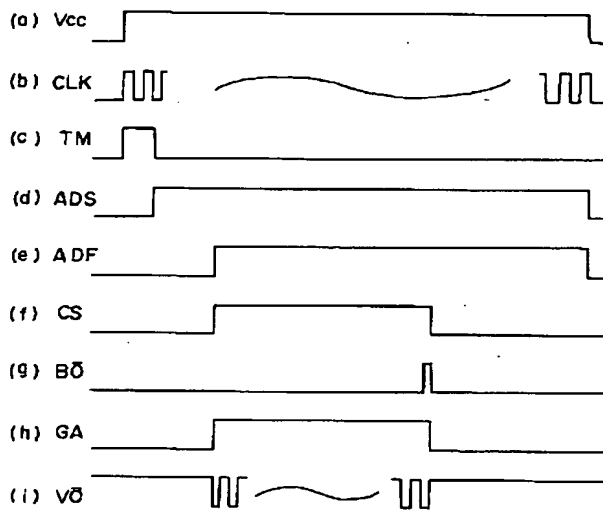 (a) Vcc
(b) CLK
(c) TM
(d) ADS
(e) ADF
(f) CS
(g) BŌ
(h) GA
(i) VŌ